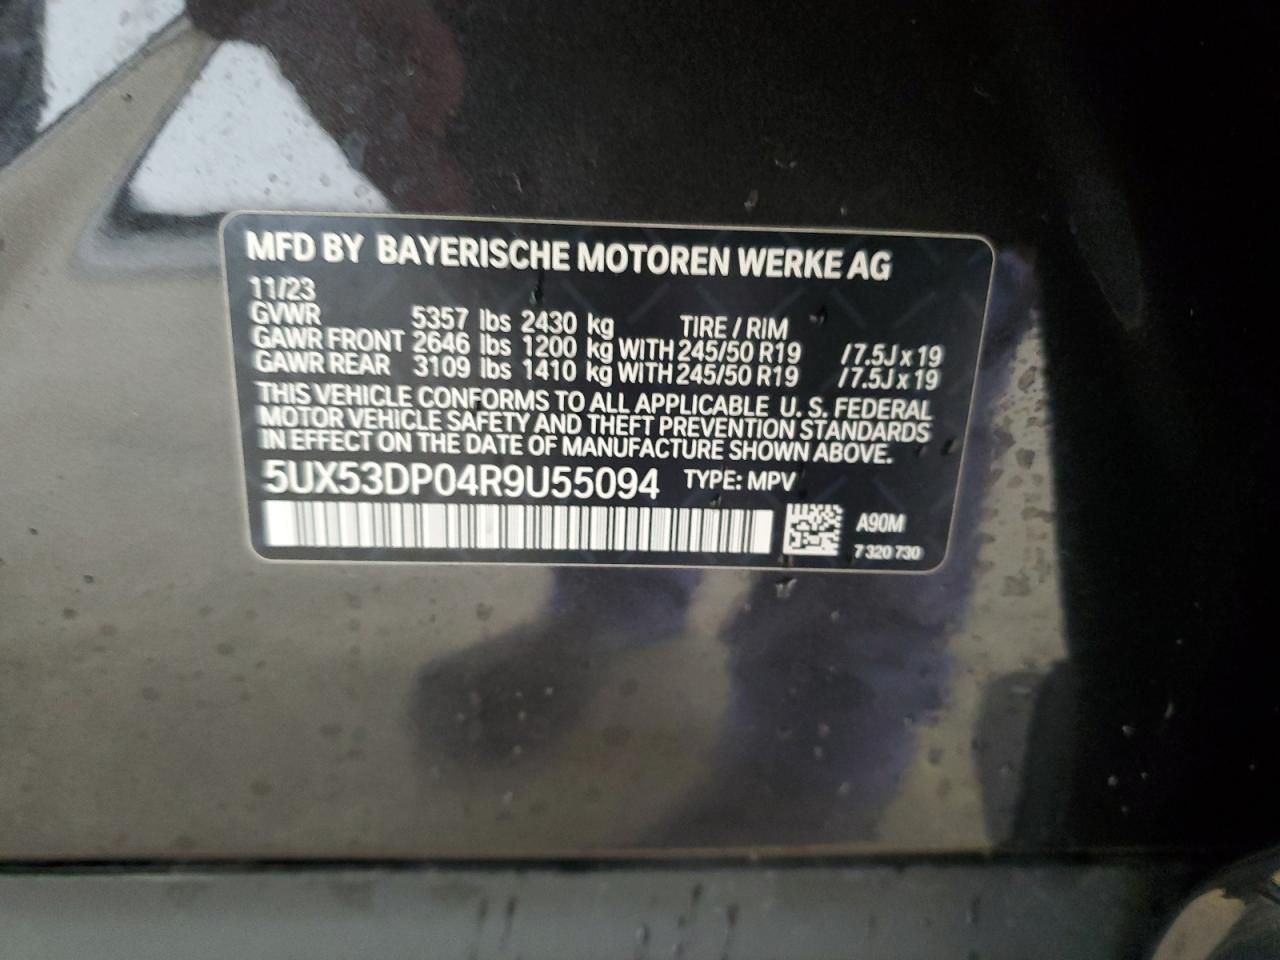 MFD BY BAYERISCHE MOTOREN WERKE AG
11/23
GVWR 5357 lbs 2430 kg TIRE / RIM
GAWR FRONT 2646 lbs 1200 kg WITH 245/50 R19 /7.5J x 19
GAWR REAR 3109 lbs 1410 kg WITH 245/50 R19 /7.5J x 19
THIS VEHICLE CONFORMS TO ALL APPLICABLE U. S. FEDERAL
MOTOR VEHICLE SAFETY AND THEFT PREVENTION STANDARDS
IN EFFECT ON THE DATE OF MANUFACTURE SHOWN ABOVE.
5UX53DP04R9U55094 TYPE: MPV
A90M
7 320 730